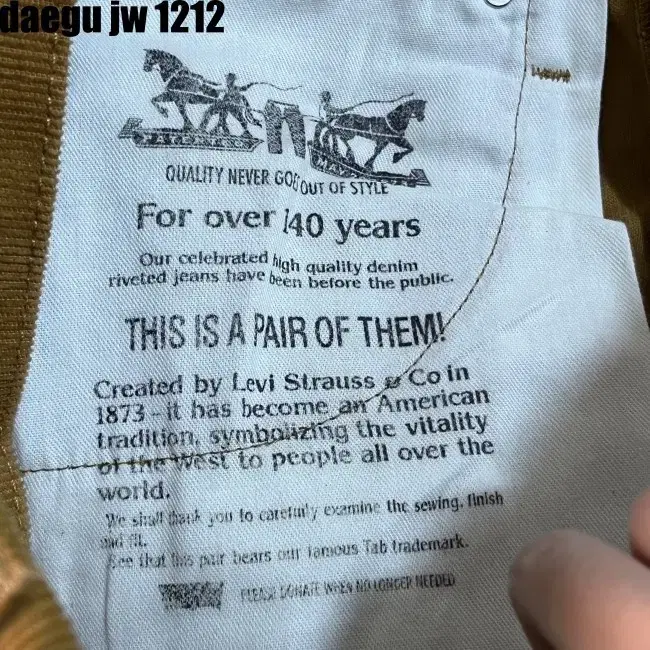 daegu jw 1212
QUALITY NEVER GOES OUT OF STYLE
For over 140 years
Our celebrated high quality denim
riveted jeans have been before the public.
THIS IS A PAIR OF THEM!
Created by Levi Strauss & Co in
1873 - it has become an American
tradition, symbolizing the vitality
of the West to people all over the
world.
We shall thank you to carefully examine the sewing, finish
and fit.
See that this pair bears our famous Tab trademark.
PLEASE DONATE WHEN NO LONGER NEEDED